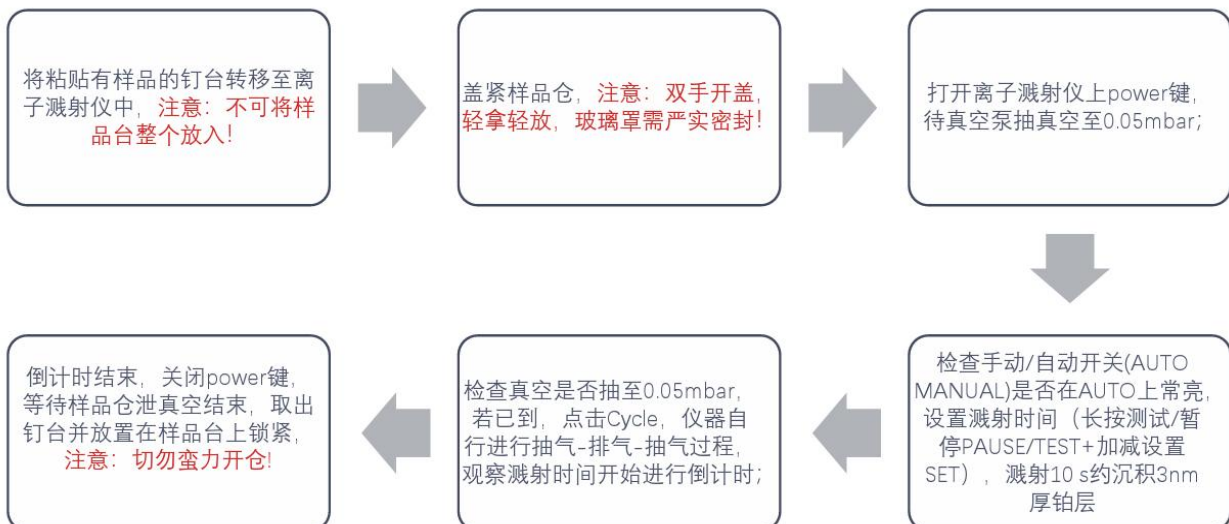 将粘贴有样品的钉台转移至离
子溅射仪中，注意：不可将样
品台整个放入！
盖紧样品仓，注意：双手开盖，
轻拿轻放，玻璃罩需严实密封！
打开离子溅射仪上power键，
待真空泵抽真空至0.05mbar；
检查手动/自动开关(AUTO
MANUAL)是否在AUTO上常亮，
设置溅射时间（长按测试/暂
停PAUSE/TEST+加减设置
SET），溅射10 s约沉积3nm
厚铂层
检查真空是否抽至0.05mbar，
若已到，点击Cycle，仪器自
行进行抽气-排气-抽气过程，
观察溅射时间开始进行倒计时；
倒计时结束，关闭power键，
等待样品仓泄真空结束，取出
钉台并放置在样品台上锁紧，
注意：切勿蛮力开仓!